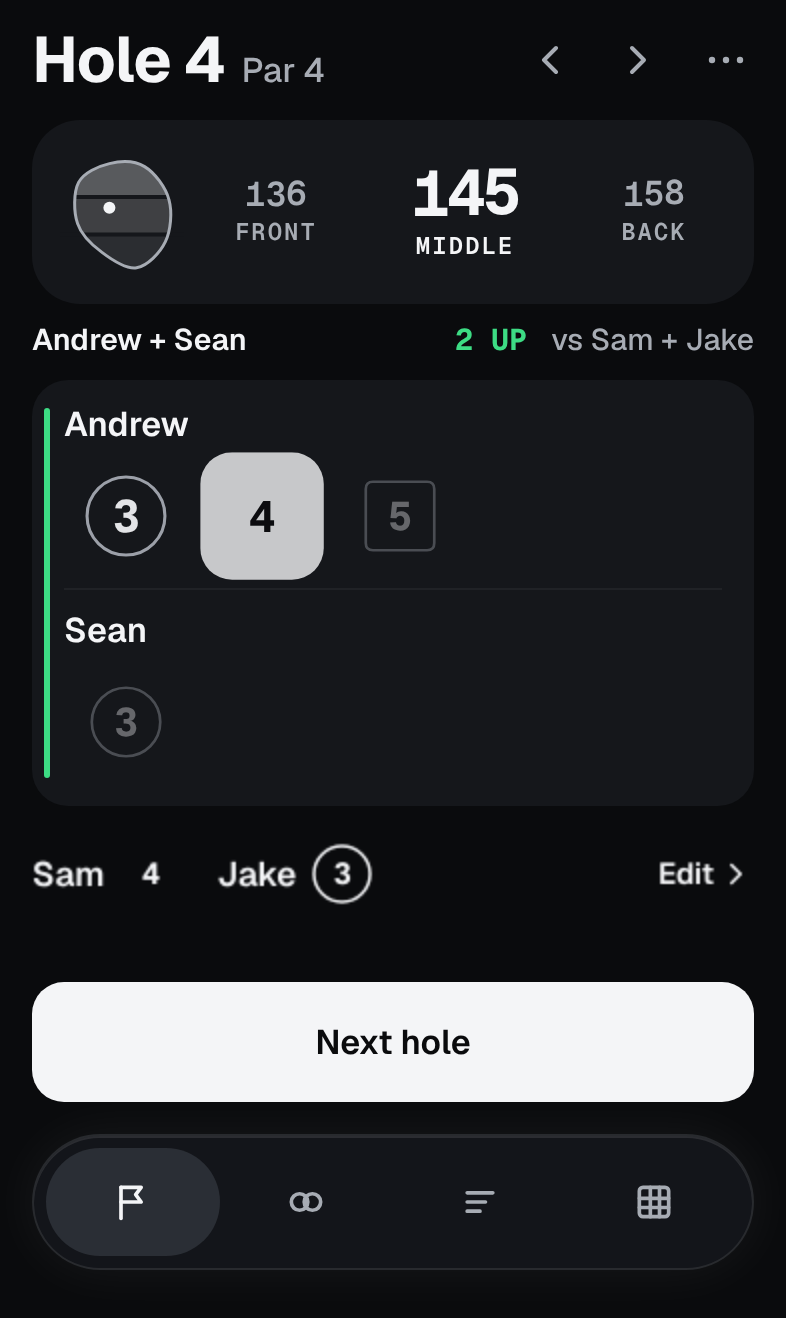 Hole 4 Par 4
136 145 158
FRONT MIDDLE BACK
Andrew + Sean 2 UP vs Sam + Jake
Andrew
3 4 5
Sean
3
Sam 4 Jake 3 Edit
Next hole